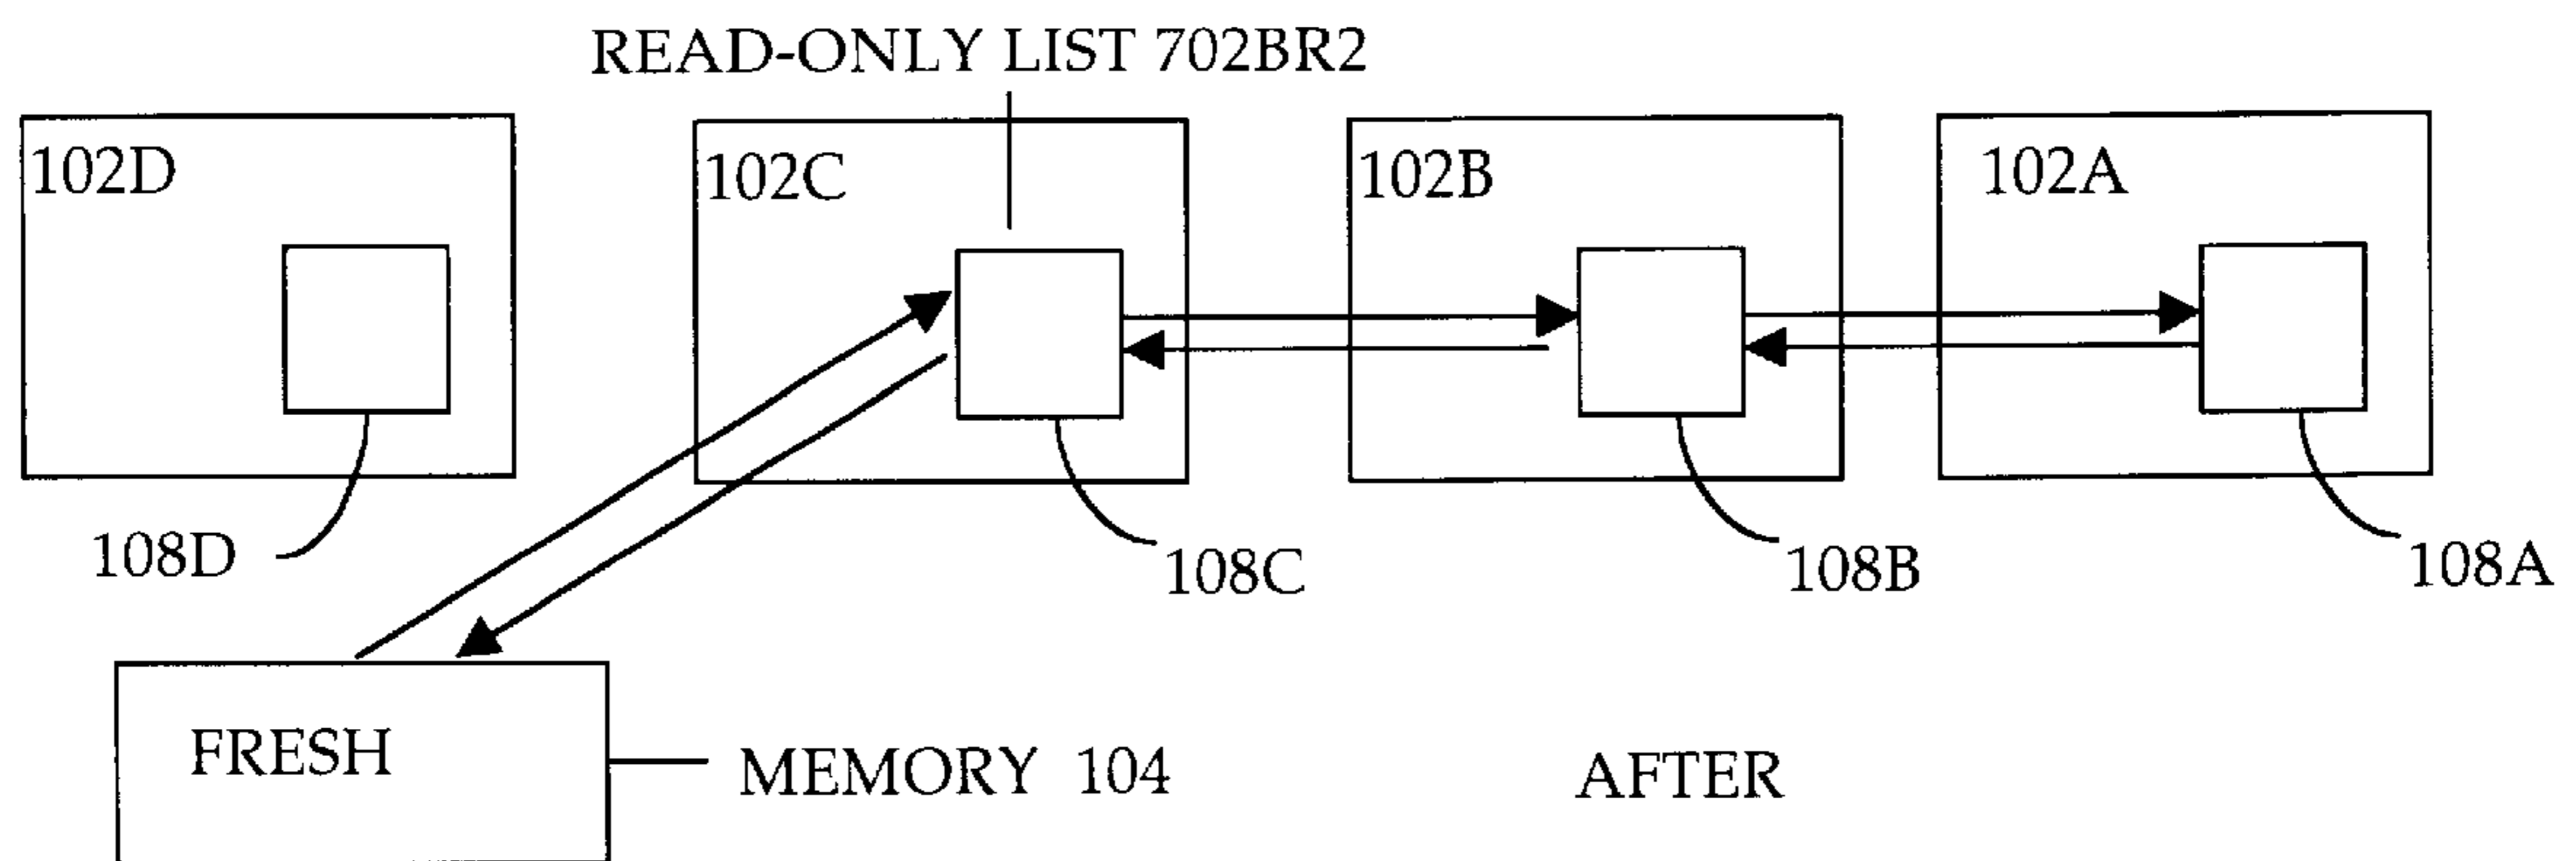 READ-ONLY LIST 702BR2
102D
102C
102B
102A
108D
108C
108B
108A
FRESH
MEMORY 104
AFTER